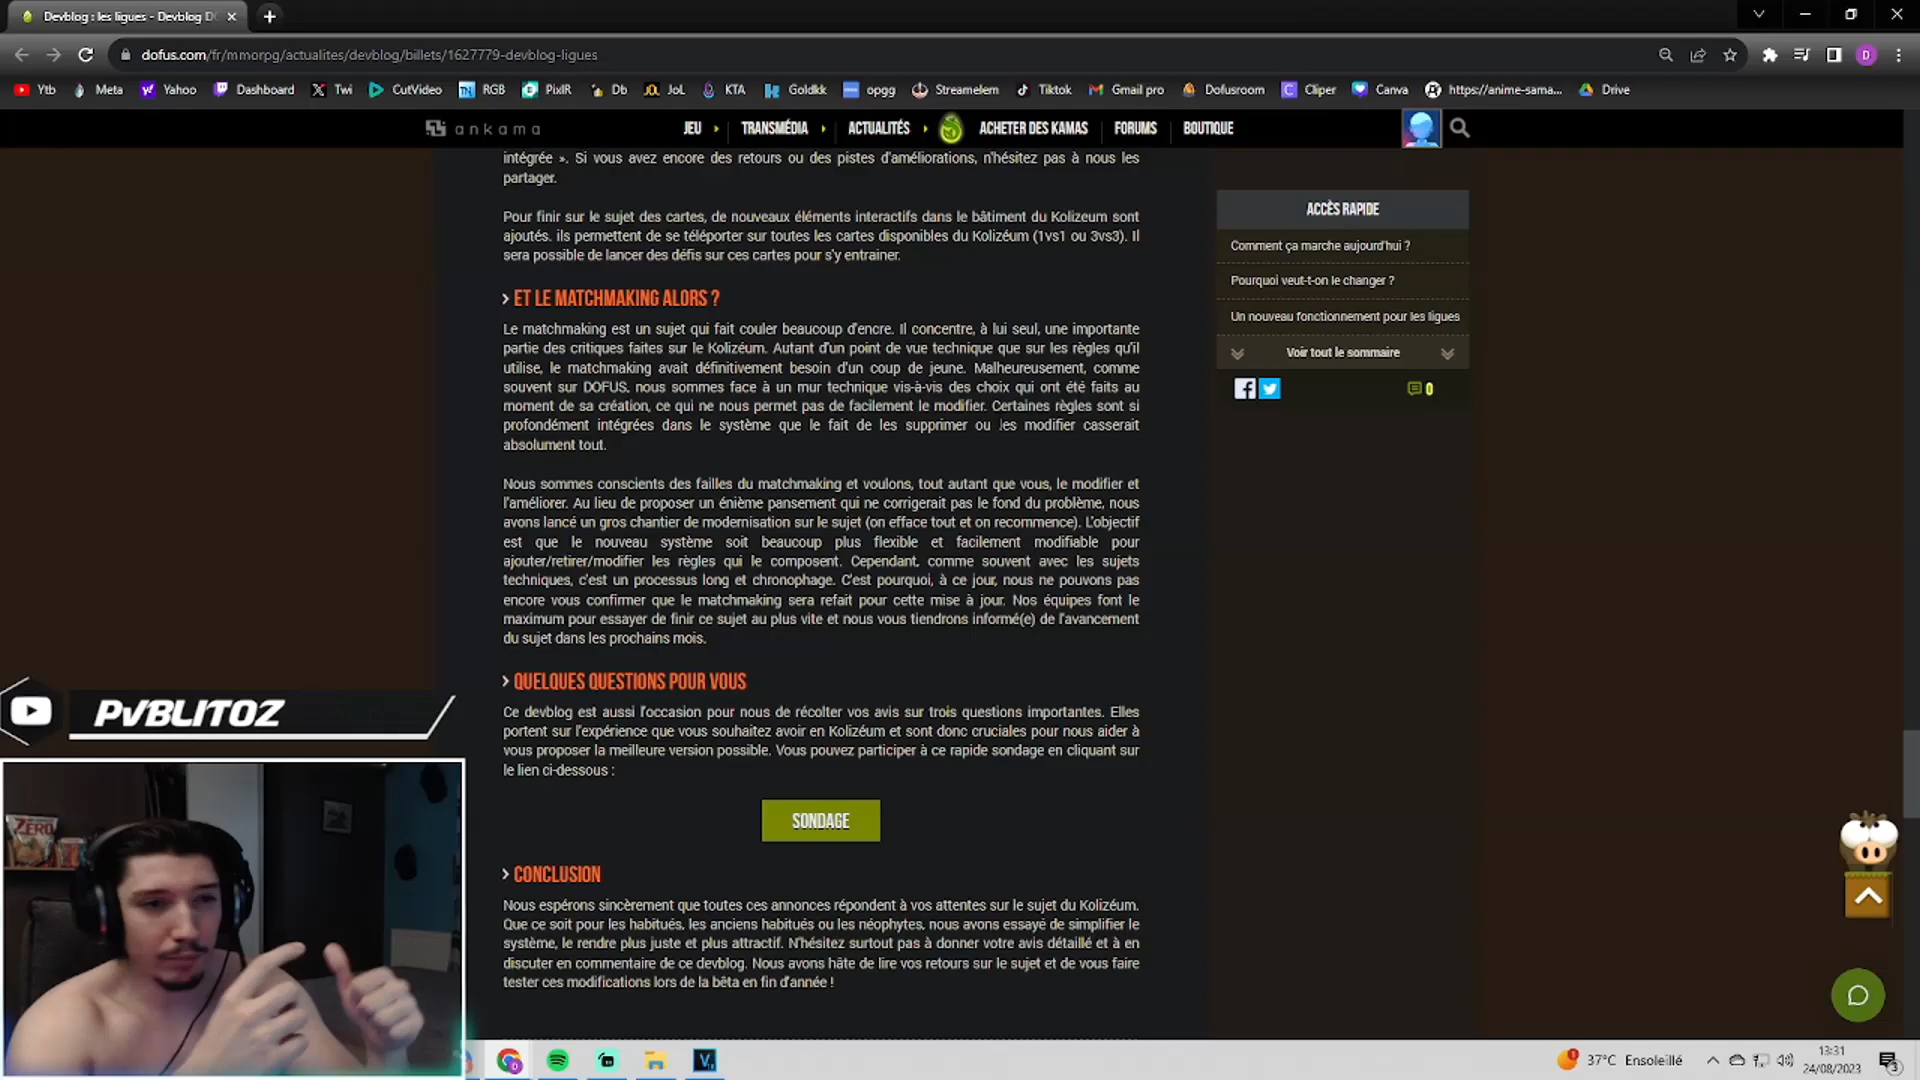 Devblog : les ligues - Devblog D
dofus.com/fr/mmorpg/actualites/devblog/billets/1627779-devblog-ligues
Ytb Meta Yahoo Dashboard Twi CutVideo RGB PixlR Db JoL KTA Goldkk opgg Streamelem Tiktok Gmail pro Dofusroom Cliper Canva https://anime-sama... Drive
ankama JEU TRANSMÉDIA ACTUALITÉS ACHETER DES KAMAS FORUMS BOUTIQUE
intégrée ». Si vous avez encore des retours ou des pistes d'améliorations, n'hésitez pas à nous les
partager.
Pour finir sur le sujet des cartes, de nouveaux éléments interactifs dans le bâtiment du Kolizeum sont
ajoutés. ils permettent de se téléporter sur toutes les cartes disponibles du Kolizéum (1vs1 ou 3vs3). Il
sera possible de lancer des défis sur ces cartes pour s'y entrainer.
ET LE MATCHMAKING ALORS ?
Le matchmaking est un sujet qui fait couler beaucoup d'encre. Il concentre, à lui seul, une importante
partie des critiques faites sur le Kolizéum. Autant d'un point de vue technique que sur les règles qu'il
utilise, le matchmaking avait définitivement besoin d'un coup de jeune. Malheureusement, comme
souvent sur DOFUS, nous sommes face à un mur technique vis-à-vis des choix qui ont été faits au
moment de sa création, ce qui ne nous permet pas de facilement le modifier. Certaines règles sont si
profondément intégrées dans le système que le fait de les supprimer ou les modifier casserait
absolument tout.
Nous sommes conscients des failles du matchmaking et voulons, tout autant que vous, le modifier et
l'améliorer. Au lieu de proposer un énième pansement qui ne corrigerait pas le fond du problème, nous
avons lancé un gros chantier de modernisation sur le sujet (on efface tout et on recommence). L'objectif
est que le nouveau système soit beaucoup plus flexible et facilement modifiable pour
ajouter/retirer/modifier les règles qui le composent. Cependant, comme souvent avec les sujets
techniques, c'est un processus long et chronophage. C'est pourquoi, à ce jour, nous ne pouvons pas
encore vous confirmer que le matchmaking sera refait pour cette mise à jour. Nos équipes font le
maximum pour essayer de finir ce sujet au plus vite et nous vous tiendrons informé(e) de l'avancement
du sujet dans les prochains mois.
QUELQUES QUESTIONS POUR VOUS
Ce devblog est aussi l'occasion pour nous de récolter vos avis sur trois questions importantes. Elles
portent sur l'expérience que vous souhaitez avoir en Kolizéum et sont donc cruciales pour nous aider à
vous proposer la meilleure version possible. Vous pouvez participer à ce rapide sondage en cliquant sur
le lien ci-dessous :
SONDAGE
CONCLUSION
Nous espérons sincèrement que toutes ces annonces répondent à vos attentes sur le sujet du Kolizéum.
Que ce soit pour les habitués, les anciens habitués ou les néophytes, nous avons essayé de simplifier le
système, le rendre plus juste et plus attractif. N'hésitez surtout pas à donner votre avis détaillé et à en
discuter en commentaire de ce devblog. Nous avons hâte de lire vos retours sur le sujet et de vous faire
tester ces modifications lors de la bêta en fin d'année !
ACCÈS RAPIDE
Comment ça marche aujourd'hui ?
Pourquoi veut-t-on le changer ?
Un nouveau fonctionnement pour les ligues
Voir tout le sommaire
0
PVBLITOZ
ZERO
37°C Ensoleillé
13:31
24/08/2023
3